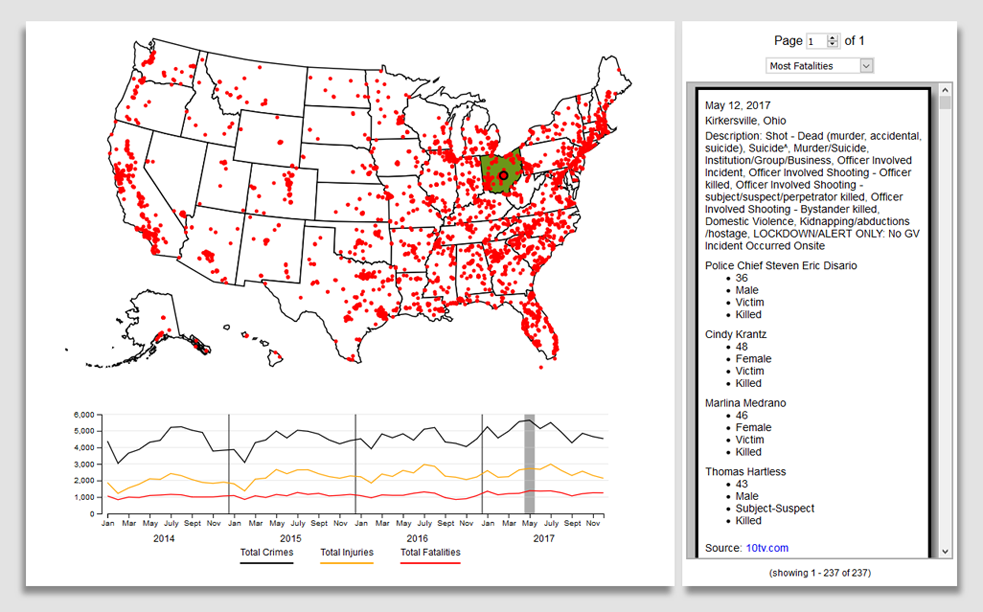 Page 1 of 1
Most Fatalities
May 12, 2017
Kirkersville, Ohio
Description: Shot - Dead (murder, accidental,
suicide), Suicide^, Murder/Suicide,
Institution/Group/Business, Officer Involved
Incident, Officer Involved Shooting - Officer
killed, Officer Involved Shooting -
subject/suspect/perpetrator killed, Officer
Involved Shooting - Bystander killed,
Domestic Violence, Kidnapping/abductions
/hostage, LOCKDOWN/ALERT ONLY: No GV
Incident Occurred Onsite
Police Chief Steven Eric Disario
• 36
• Male
• Victim
• Killed
Cindy Krantz
• 48
• Female
• Victim
• Killed
Marlina Medrano
• 46
• Female
• Victim
• Killed
Thomas Hartless
• 43
• Male
• Subject-Suspect
• Killed
Source: 10tv.com
(showing 1 - 237 of 237)
6,000
5,000
4,000
3,000
2,000
1,000
0
Jan Mar May July Sept Nov Jan Mar May July Sept Nov Jan Mar May July Sept Nov Jan Mar May July Sept Nov
2014 2015 2016 2017
Total Crimes Total Injuries Total Fatalities